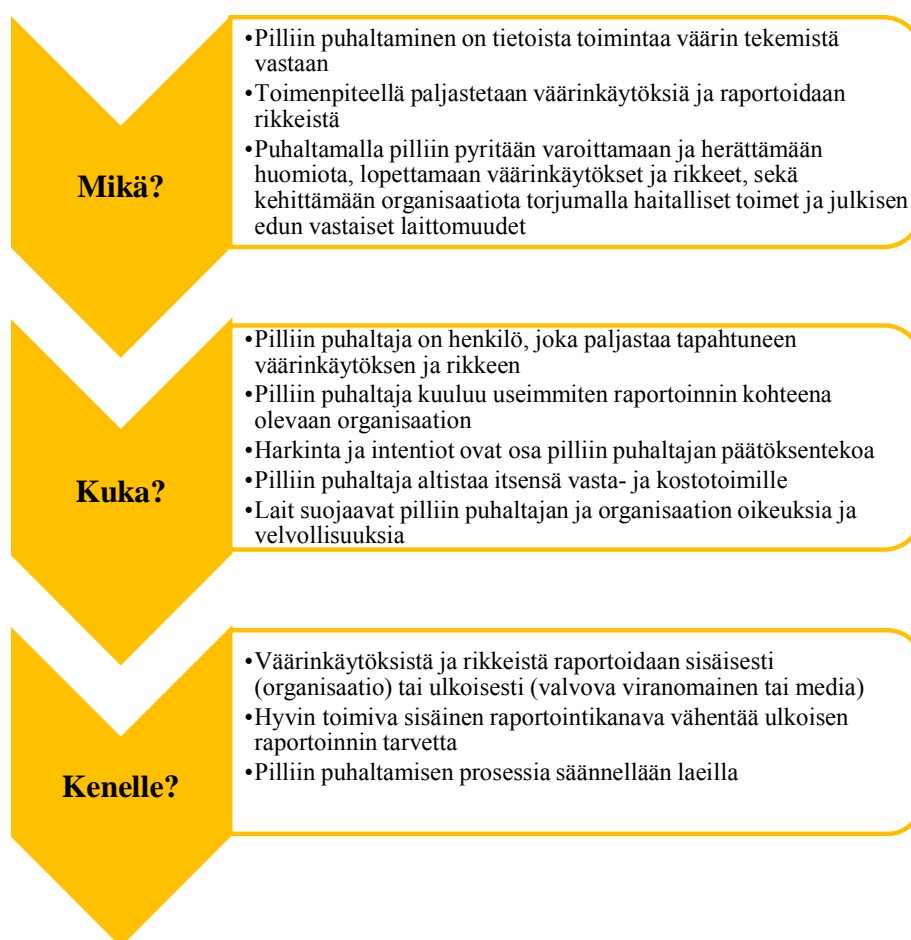 Mikä?
•Pilliin puhaltaminen on tietoista toimintaa väärin tekemistä
vastaan
•Toimenpiteellä paljastetaan väärinkäytöksiä ja raportoidaan
rikkeistä
•Puhaltamalla pilliin pyritään varoittamaan ja herättämään
huomiota, lopettamaan väärinkäytökset ja rikkeet, sekä
kehittämään organisaatiota torjumalla haitalliset toimet ja julkisen
edun vastaiset laittomuudet
Kuka?
•Pilliin puhaltaja on henkilö, joka paljastaa tapahtuneen
väärinkäytöksen ja rikkeen
•Pilliin puhaltaja kuuluu useimmiten raportoinnin kohteena
olevaan organisaation
•Harkinta ja intentiot ovat osa pilliin puhaltajan päätöksentekoa
•Pilliin puhaltaja altistaa itsensä vasta- ja kostotoimille
•Lait suojaavat pilliin puhaltajan ja organisaation oikeuksia ja
velvollisuuksia
Kenelle?
•Väärinkäytöksistä ja rikkeistä raportoidaan sisäisesti
(organisaatio) tai ulkoisesti (valvova viranomainen tai media)
•Hyvin toimiva sisäinen raportointikanava vähentää ulkoisen
raportoinnin tarvetta
•Pilliin puhaltamisen prosessia säännellään laeilla